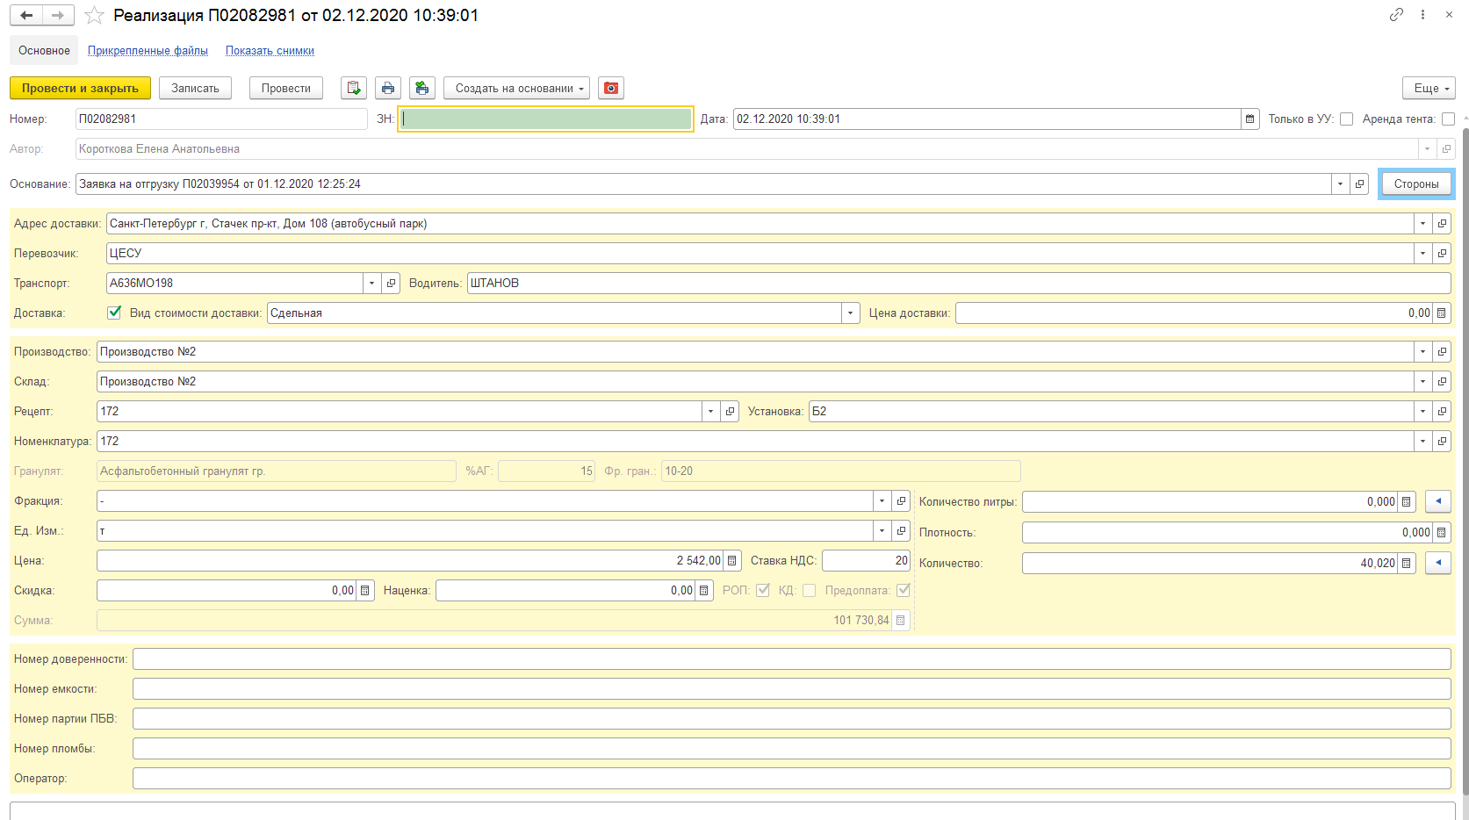 Реализация П02082981 от 02.12.2020 10:39:01
Основное Прикрепленные файлы Показать снимки
Провести и закрыть Записать Провести Создать на основании Еще
Номер: П02082981 ЗН: Дата: 02.12.2020 10:39:01 Только в УУ: Аренда тента:
Автор: Короткова Елена Анатольевна
Основание: Заявка на отгрузку П02039954 от 01.12.2020 12:25:24 Стороны
Адрес доставки: Санкт-Петербург г, Стачек пр-кт, Дом 108 (автобусный парк)
Перевозчик: ЦЕСУ
Транспорт: А636МО198 Водитель: ШТАНОВ
Доставка: Вид стоимости доставки: Сдельная Цена доставки: 0,00
Производство: Производство №2
Склад: Производство №2
Рецепт: 172 Установка: Б2
Номенклатура: 172
Гранулят: Асфальтобетонный гранулят гр. %АГ: 15 Фр. гран.: 10-20
Фракция: - Количество литры: 0,000
Ед. Изм.: т Плотность: 0,000
Цена: 2 542,00 Ставка НДС: 20 Количество: 40,020
Скидка: 0,00 Наценка: 0,00 РОП: КД: Предоплата:
Сумма: 101 730,84
Номер доверенности:
Номер емкости:
Номер партии ПБВ:
Номер пломбы:
Оператор: